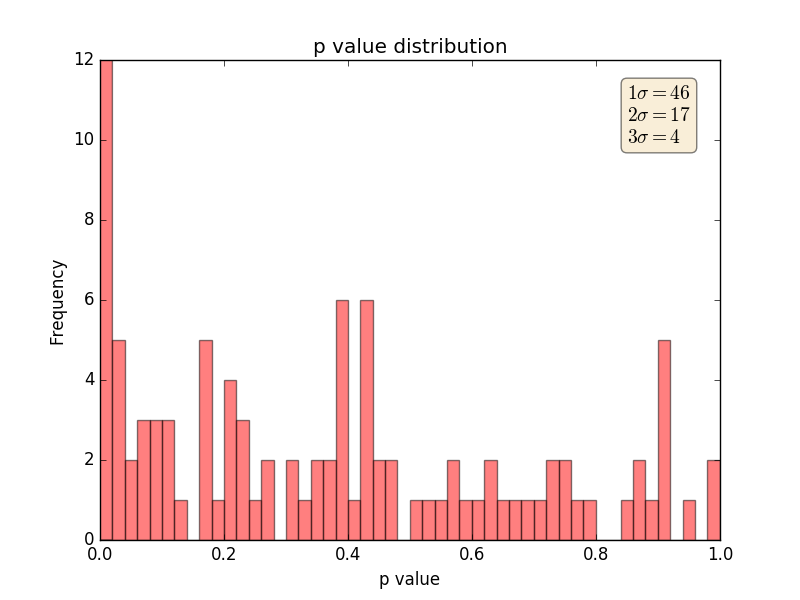 p value distribution
1σ = 46
2σ = 17
3σ = 4
Frequency
12
10
8
6
4
2
0
0.0 0.2 0.4 0.6 0.8 1.0
p value